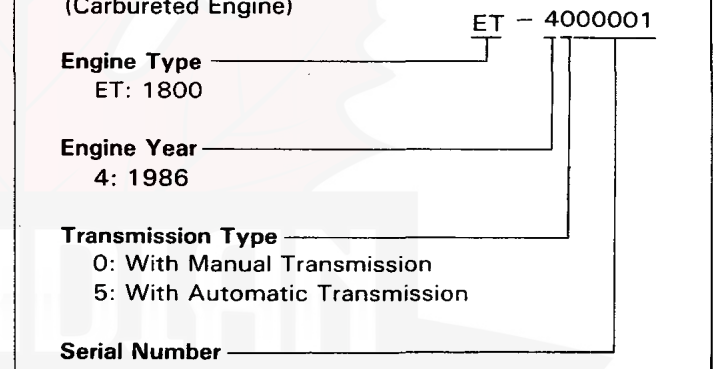 (Carbureted Engine)
ET – 4000001
Engine Type
ET: 1800
Engine Year
4: 1986
Transmission Type
0: With Manual Transmission
5: With Automatic Transmission
Serial Number